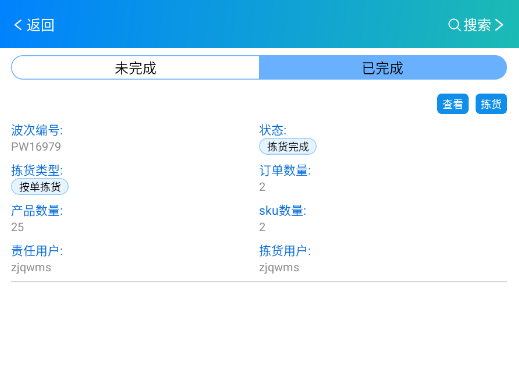 返回
搜索
未完成
已完成
查看
拣货
波次编号:
状态:
PW16979
拣货完成
拣货类型:
订单数量:
按单拣货
2
产品数量:
sku数量:
25
2
责任用户:
拣货用户:
zjqwms
zjqwms